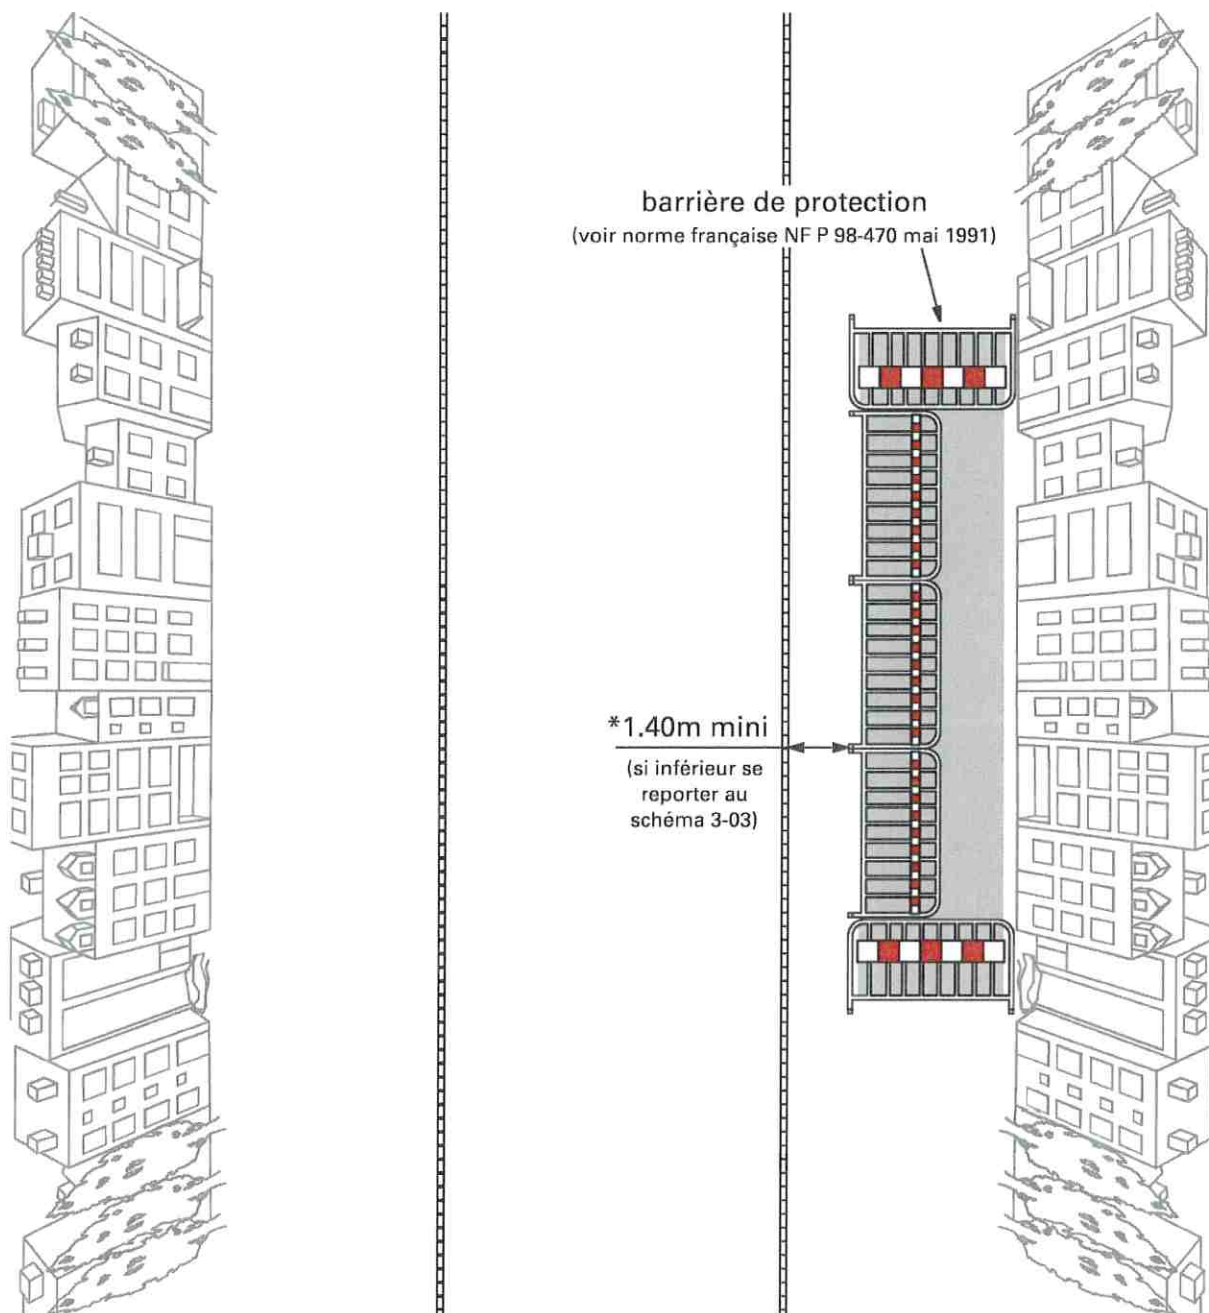 barrière de protection
(voir norme française NF P 98-470 mai 1991)
*1.40m mini
(si inférieur se
reporter au
schéma 3-03)